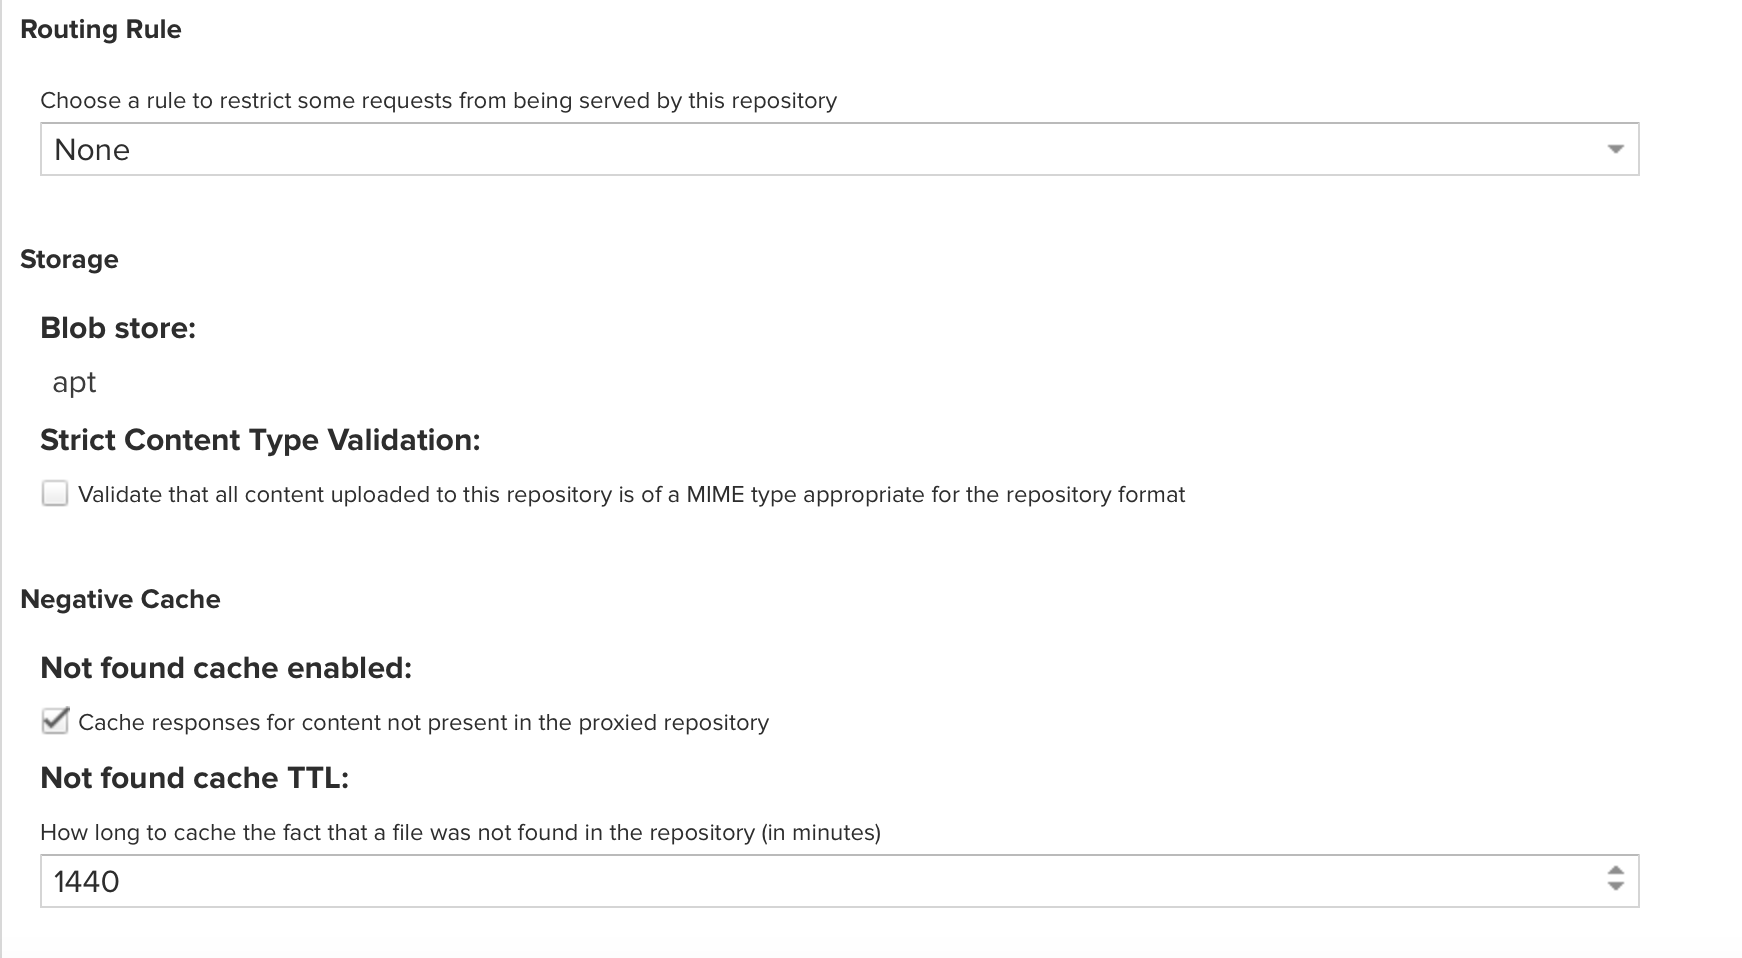 Routing Rule
Choose a rule to restrict some requests from being served by this repository
None
Storage
Blob store:
apt
Strict Content Type Validation:
Validate that all content uploaded to this repository is of a MIME type appropriate for the repository format
Negative Cache
Not found cache enabled:
Cache responses for content not present in the proxied repository
Not found cache TTL:
How long to cache the fact that a file was not found in the repository (in minutes)
1440